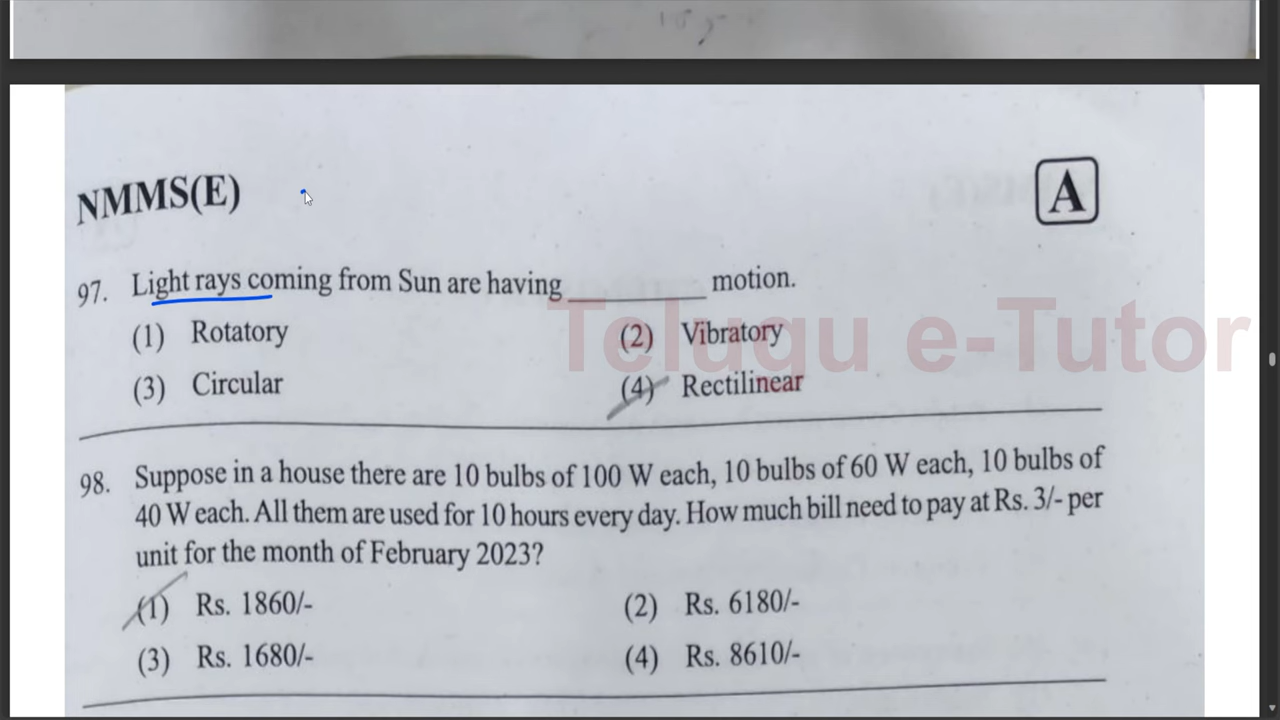 NMMS(E)
A
97. Light rays coming from Sun are having ________ motion.
(1) Rotatory (2) Vibratory
(3) Circular (4) Rectilinear
Telugu e-Tutor
98. Suppose in a house there are 10 bulbs of 100 W each, 10 bulbs of 60 W each, 10 bulbs of
40 W each. All them are used for 10 hours every day. How much bill need to pay at Rs. 3/- per
unit for the month of February 2023?
(1) Rs. 1860/- (2) Rs. 6180/-
(3) Rs. 1680/- (4) Rs. 8610/-